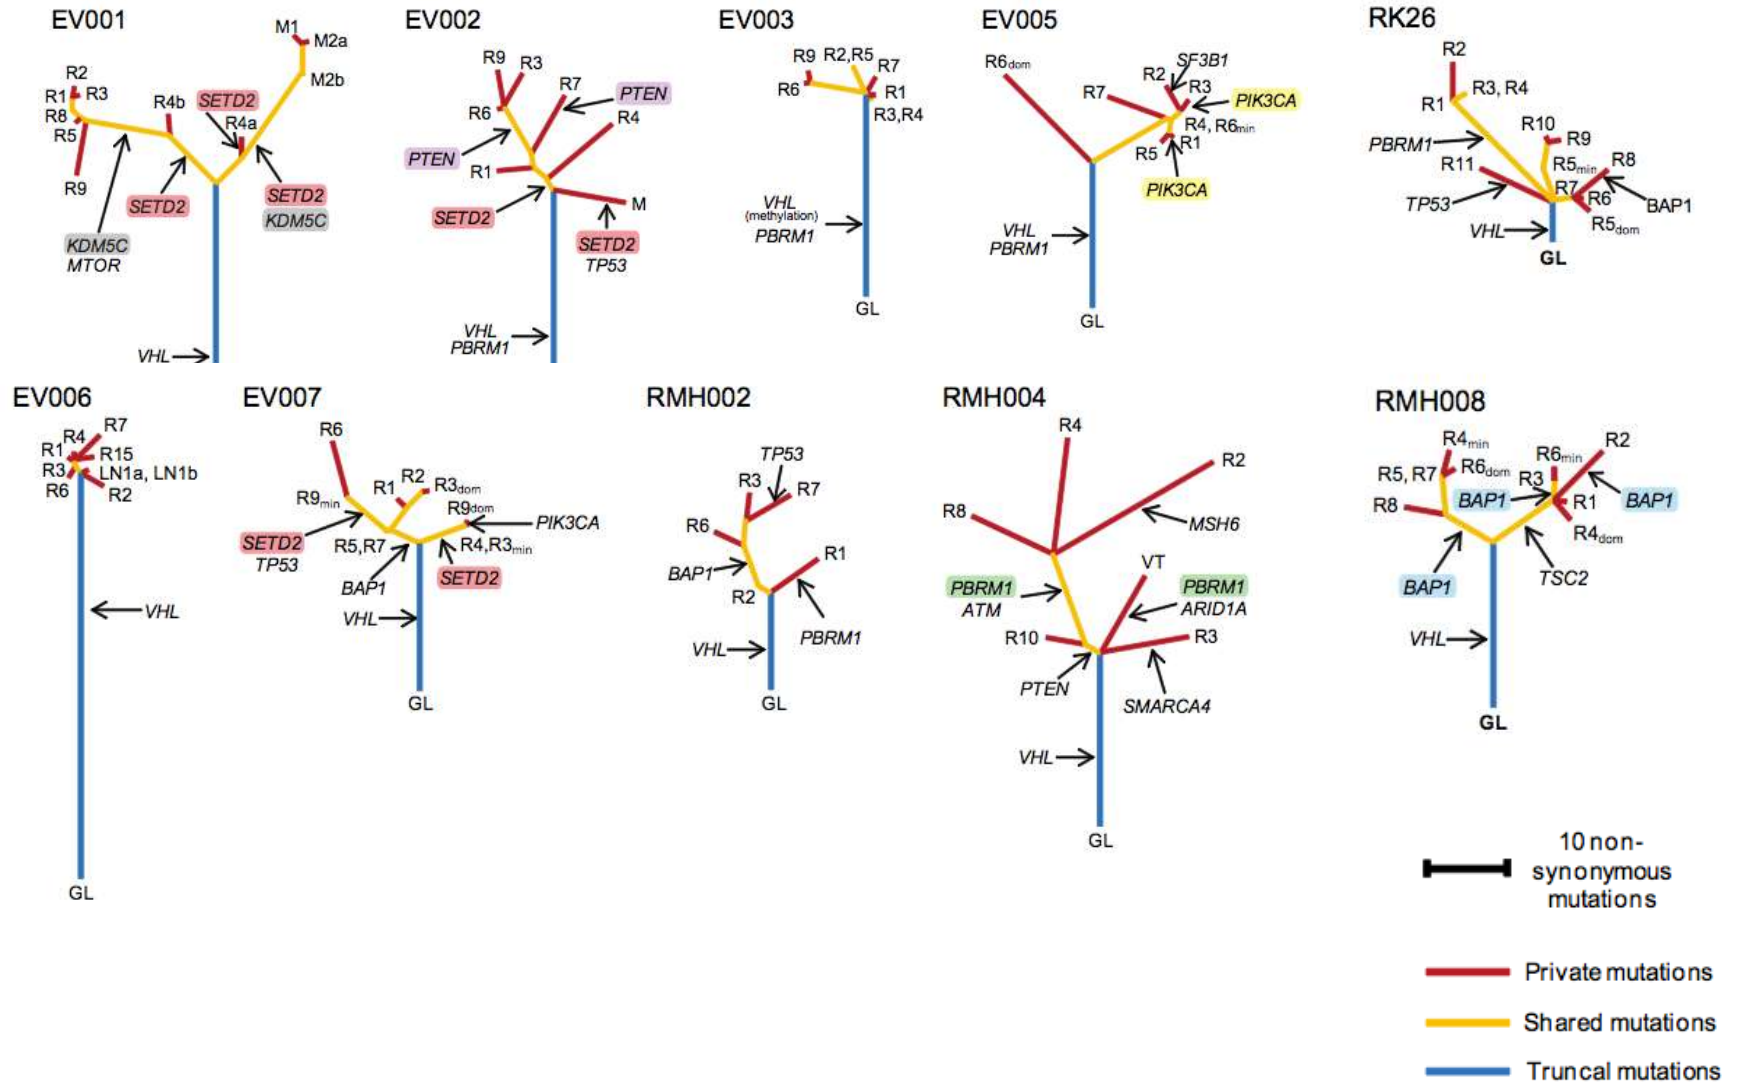 EV001
M1
M2a
M2b
R2
R1
R3
R8
R5
R9
R4b
SETD2
R4a
SETD2
SETD2
KDM5C
KDM5C
MTOR
VHL
EV002
R9
R3
R7
PTEN
R6
R4
PTEN
R1
M
SETD2
SETD2
TP53
VHL
PBRM1
EV003
R9
R2,R5
R7
R6
R1
R3,R4
VHL
(methylation)
PBRM1
GL
EV005
R6dom
R2
SF3B1
R7
R3
PIK3CA
R4, R6min
R5
R1
PIK3CA
VHL
PBRM1
GL
RK26
R2
R3, R4
R1
PBRM1
R10
R9
R11
R5min
R8
R7
R6
TP53
BAP1
R5dom
VHL
GL
EV006
R7
R4
R1
R15
R3
LN1a, LN1b
R6
R2
VHL
GL
EV007
R6
R2
R1
R3dom
R9min
R9dom
PIK3CA
SETD2
TP53
R5,R7
R4,R3min
BAP1
SETD2
VHL
GL
RMH002
TP53
R3
R7
R6
R1
BAP1
R2
PBRM1
VHL
GL
RMH004
R4
R2
R8
MSH6
VT
PBRM1
ATM
PBRM1
ARID1A
R10
R3
PTEN
SMARCA4
VHL
GL
RMH008
R4min
R2
R6min
R5, R7
R6dom
R3
BAP1
BAP1
R8
R1
R4dom
BAP1
TSC2
VHL
GL
10 non-
synonymous
mutations
Private mutations
Shared mutations
Truncal mutations